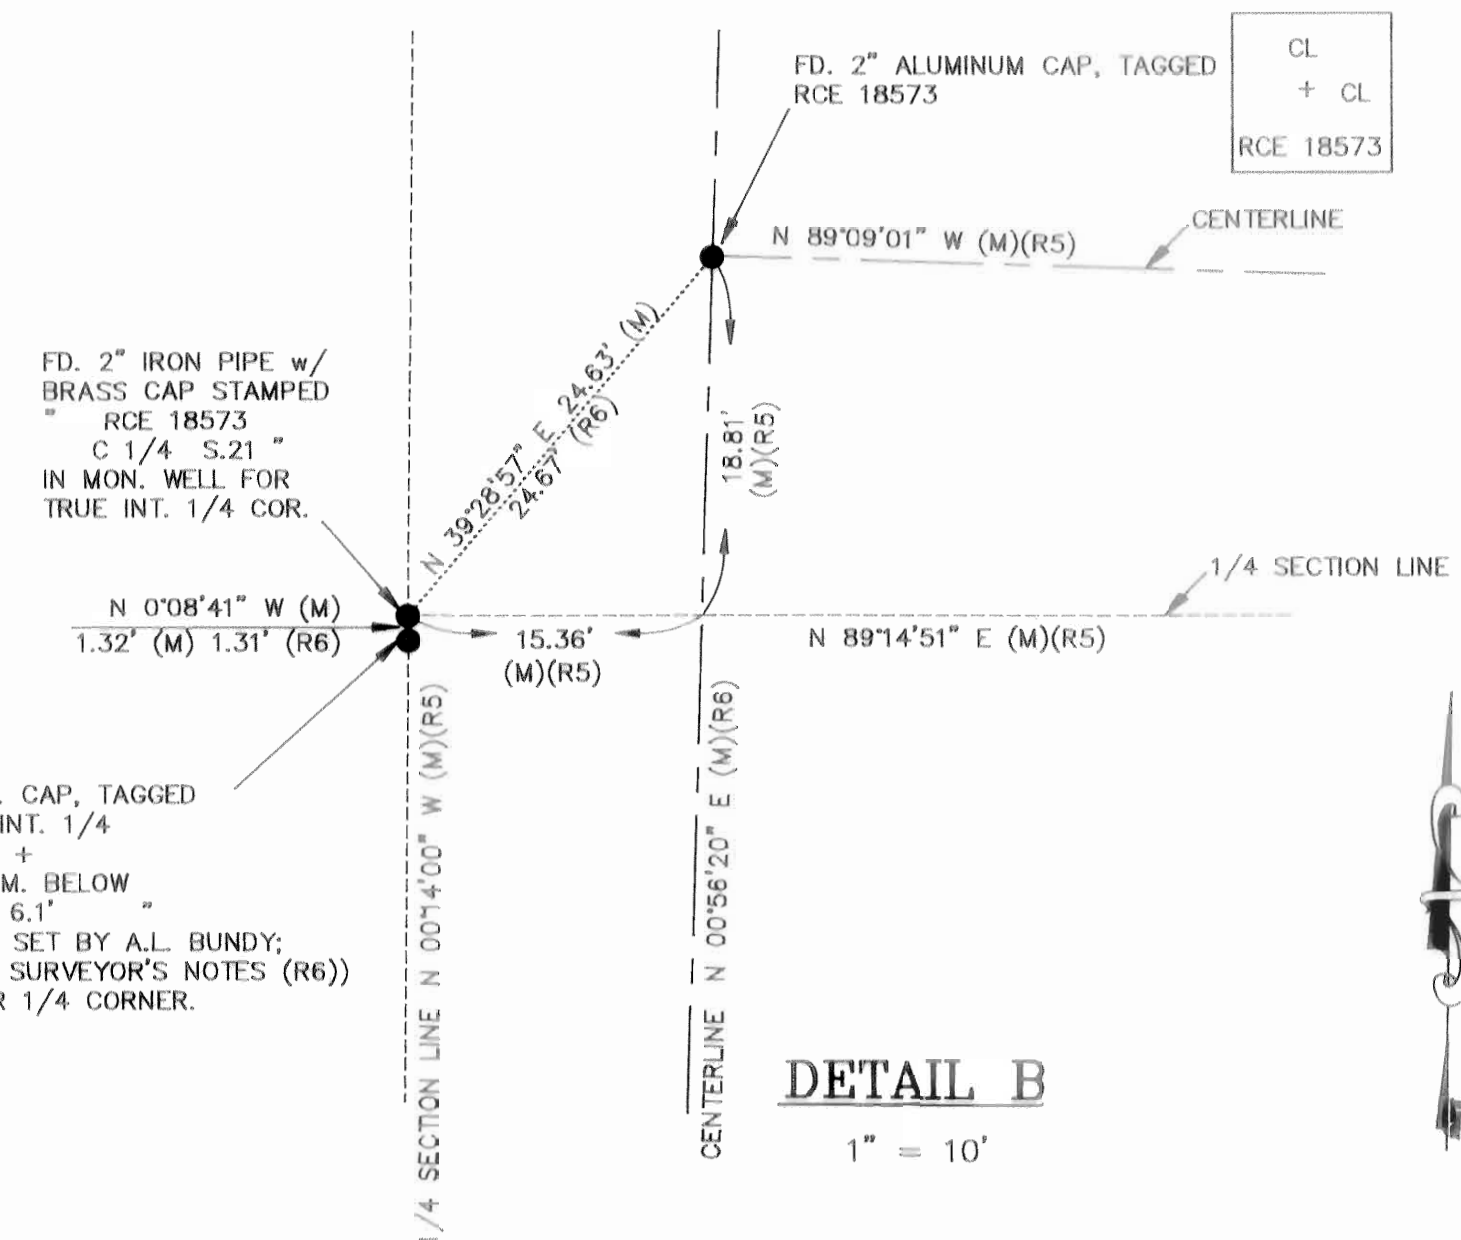 FD. 2" ALUMINUM CAP, TAGGED
RCE 18573
CL
+ CL
RCE 18573
N 89°09'01" W (M)(R5)
CENTERLINE
FD. 2" IRON PIPE w/
BRASS CAP STAMPED
" RCE 18573
C 1/4 S.21 "
IN MON. WELL FOR
TRUE INT. 1/4 COR.
N 39°28'57" E 24.63' (M)
24.67' (R6)
18.81'
(M)(R5)
1/4 SECTION LINE
N 0°08'41" W (M)
1.32' (M) 1.31' (R6)
15.36'
(M)(R5)
N 89°14'51" E (M)(R5)
. CAP, TAGGED
INT. 1/4
+
M. BELOW
6.1' "
SET BY A.L. BUNDY;
SURVEYOR'S NOTES (R6))
R 1/4 CORNER.
1/4 SECTION LINE N 00°14'00" W (M)(R5)
CENTERLINE N 00°56'20" E (M)(R6)
DETAIL B
1" = 10'